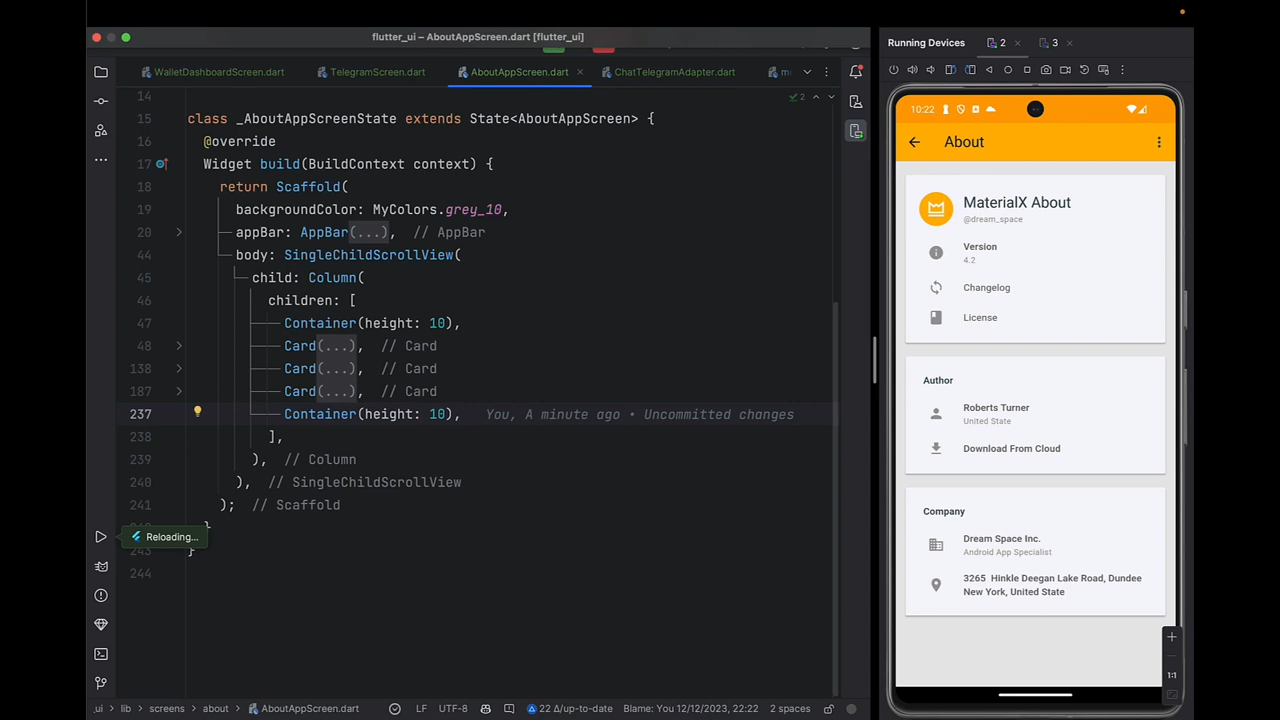 flutter_ui – AboutAppScreen.dart [flutter_ui]
Running Devices
2
3
WalletDashboardScreen.dart
TelegramScreen.dart
AboutAppScreen.dart
ChatTelegramAdapter.dart
2
14
15 class _AboutAppScreenState extends State<AboutAppScreen> {
16 @override
17 Widget build(BuildContext context) {
18 return Scaffold(
19 backgroundColor: MyColors.grey_10,
20 appBar: AppBar(...), // AppBar
44 body: SingleChildScrollView(
45 child: Column(
46 children: [
47 Container(height: 10),
48 Card(...), // Card
138 Card(...), // Card
187 Card(...), // Card
237 Container(height: 10), You, A minute ago • Uncommitted changes
238 ],
239 ), // Column
240 ), // SingleChildScrollView
241 ); // Scaffold
}
Reloading...
243 }
244
lib
screens
about
AboutAppScreen.dart
LF
UTF-8
22 Δ/up-to-date
Blame: You 12/12/2023, 22:22
2 spaces
10:22
About
MaterialX About
@dream_space
Version
4.2
Changelog
License
Author
Roberts Turner
United State
Download From Cloud
Company
Dream Space Inc.
Android App Specialist
3265 Hinkle Deegan Lake Road, Dundee
New York, United State
1:1